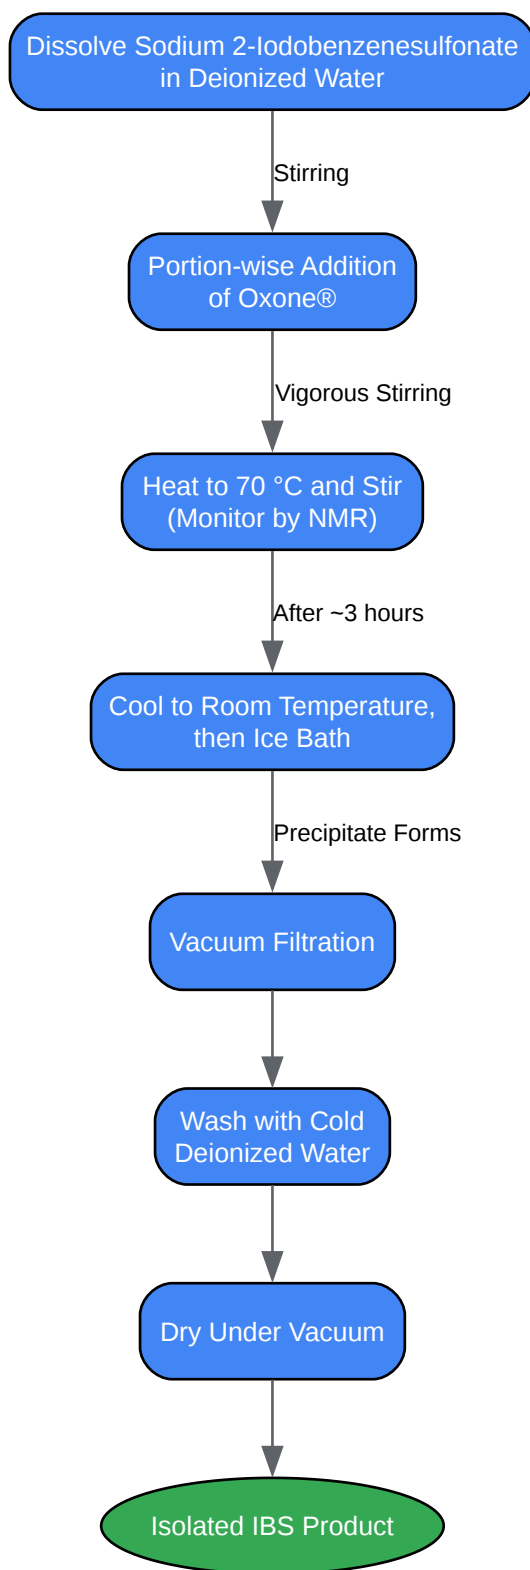 Dissolve Sodium 2-Iodobenzenesulfonate
in Deionized Water
Stirring
Portion-wise Addition
of Oxone®
Vigorous Stirring
Heat to 70 °C and Stir
(Monitor by NMR)
After ~3 hours
Cool to Room Temperature,
then Ice Bath
Precipitate Forms
Vacuum Filtration
Wash with Cold
Deionized Water
Dry Under Vacuum
Isolated IBS Product